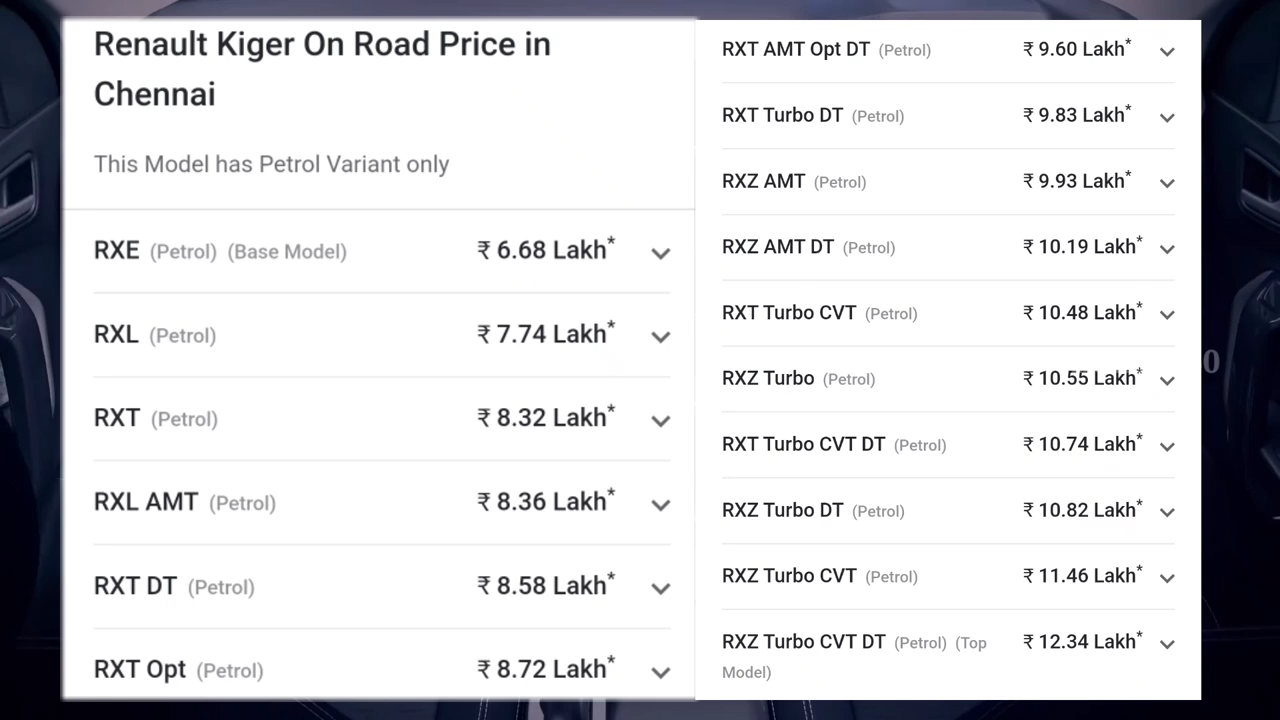 Renault Kiger On Road Price in
Chennai
This Model has Petrol Variant only
RXE (Petrol) (Base Model) ₹ 6.68 Lakh*
RXL (Petrol) ₹ 7.74 Lakh*
RXT (Petrol) ₹ 8.32 Lakh*
RXL AMT (Petrol) ₹ 8.36 Lakh*
RXT DT (Petrol) ₹ 8.58 Lakh*
RXT Opt (Petrol) ₹ 8.72 Lakh*
RXT AMT Opt DT (Petrol) ₹ 9.60 Lakh*
RXT Turbo DT (Petrol) ₹ 9.83 Lakh*
RXZ AMT (Petrol) ₹ 9.93 Lakh*
RXZ AMT DT (Petrol) ₹ 10.19 Lakh*
RXT Turbo CVT (Petrol) ₹ 10.48 Lakh*
RXZ Turbo (Petrol) ₹ 10.55 Lakh*
RXT Turbo CVT DT (Petrol) ₹ 10.74 Lakh*
RXZ Turbo DT (Petrol) ₹ 10.82 Lakh*
RXZ Turbo CVT (Petrol) ₹ 11.46 Lakh*
RXZ Turbo CVT DT (Petrol) (Top ₹ 12.34 Lakh*
Model)
0